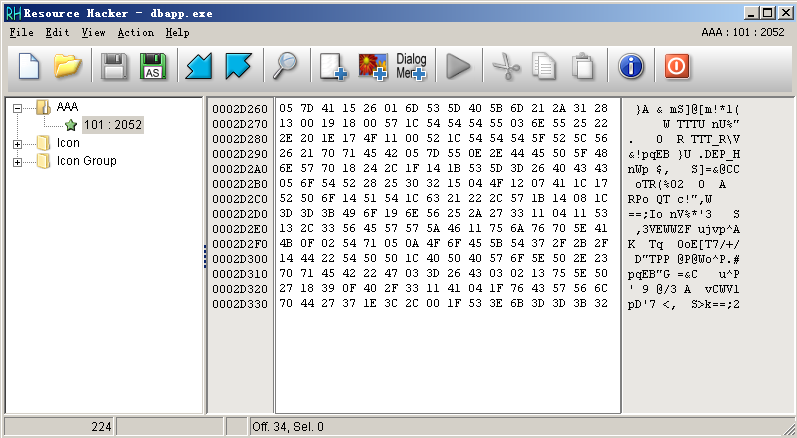 Resource Hacker - dbapp.exe
File Edit View Action Help AAA : 101 : 2052
AS Dialog Men
AAA
101 : 2052
Icon
Icon Group
0002D260 05 7D 41 15 26 01 6D 53 5D 40 5B 6D 21 2A 31 28 }A & mS]@[m!*1(
0002D270 13 00 19 18 00 57 1C 54 54 54 55 03 6E 55 25 22 W TTTU nU%"
0002D280 2E 20 1E 17 4F 11 00 52 1C 54 54 54 5F 52 5C 56 . O R TTT_R\V
0002D290 26 21 70 71 45 42 05 7D 55 0E 2E 44 45 50 5F 48 &!pqEB }U .DEP_H
0002D2A0 6E 57 70 18 24 2C 1F 14 1B 53 5D 3D 26 40 43 43 nWp $, S]=&@CC
0002D2B0 05 6F 54 52 28 25 30 32 15 04 4F 12 07 41 1C 17 oTR(%02 O A
0002D2C0 52 50 6F 14 51 54 1C 63 21 22 2C 57 1B 14 08 1C RPo QT c!",W
0002D2D0 3D 3D 3B 49 6F 19 6E 56 25 2A 27 33 11 04 11 53 ==;Io nV%*'3 S
0002D2E0 13 2C 33 56 45 57 57 5A 46 11 75 6A 76 70 5E 41 ,3VEWWZF ujvp^A
0002D2F0 4B 0F 02 54 71 05 0A 4F 6F 45 5B 54 37 2F 2B 2F K Tq OoE[T7/+/
0002D300 14 44 22 54 50 50 1C 40 50 40 57 6F 5E 50 2E 23 D"TPP @P@Wo^P.#
0002D310 70 71 45 42 22 47 03 3D 26 43 03 02 13 75 5E 50 pqEB"G =&C u^P
0002D320 27 18 39 0F 40 2F 33 11 41 04 1F 76 43 57 56 6C ' 9 @/3 A vCWVl
0002D330 70 44 27 37 1E 3C 2C 00 1F 53 3E 6B 3D 3D 3B 32 pD'7 <, S>k==;2
224 Off. 34, Sel. 0